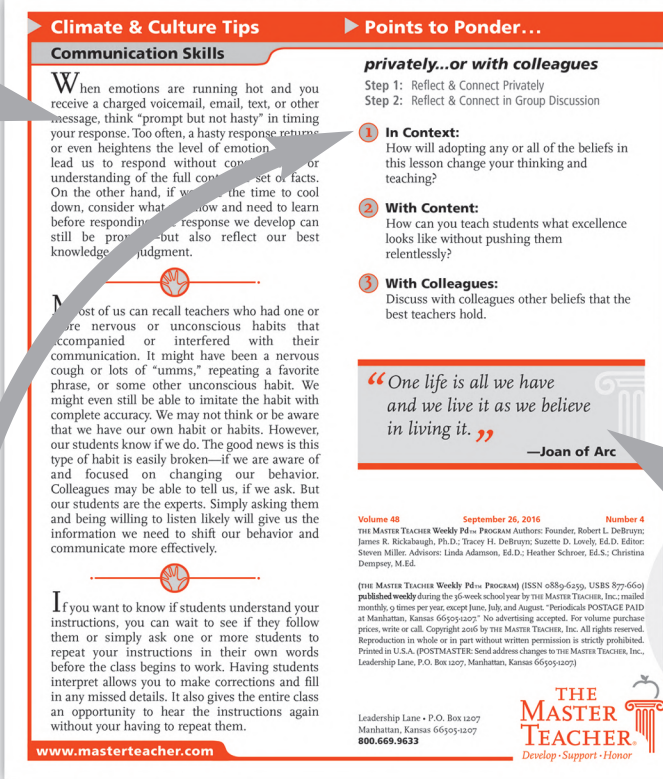 Climate & Culture Tips
Communication Skills
When emotions are running hot and you
receive a charged voicemail, email, text, or other
message, think “prompt but not hasty” in timing
your response. Too often, a hasty response returns
or even heightens the level of emotion
lead us to respond without or
understanding of the full set of facts.
On the other hand, if the time to cool
down, consider what and need to learn
before responding response we develop can
still be but also reflect our best
knowledge judgment.
Most of us can recall teachers who had one or
more nervous or unconscious habits that
accompanied or interfered with their
communication. It might have been a nervous
cough or lots of “umms,” repeating a favorite
phrase, or some other unconscious habit. We
might even still be able to imitate the habit with
complete accuracy. We may not think or be aware
that we have our own habit or habits. However,
our students know if we do. The good news is this
type of habit is easily broken—if we are aware of
and focused on changing our behavior.
Colleagues may be able to tell us, if we ask. But
our students are the experts. Simply asking them
and being willing to listen likely will give us the
information we need to shift our behavior and
communicate more effectively.
If you want to know if students understand your
instructions, you can wait to see if they follow
them or simply ask one or more students to
repeat your instructions in their own words
before the class begins to work. Having students
interpret allows you to make corrections and fill
in any missed details. It also gives the entire class
an opportunity to hear the instructions again
without your having to repeat them.
www.masterteacher.com
Points to Ponder…
privately...or with colleagues
Step 1: Reflect & Connect Privately
Step 2: Reflect & Connect in Group Discussion
1 In Context:
How will adopting any or all of the beliefs in
this lesson change your thinking and
teaching?
2 With Content:
How can you teach students what excellence
looks like without pushing them
relentlessly?
3 With Colleagues:
Discuss with colleagues other beliefs that the
best teachers hold.
“One life is all we have
and we live it as we believe
in living it.”
—Joan of Arc
Volume 48 September 26, 2016 Number 4
THE MASTER TEACHER Weekly Pd™ PROGRAM Authors: Founder, Robert L. DeBruyn;
James R. Rickabaugh, Ph.D.; Tracey H. DeBruyn; Suzette D. Lovely, Ed.D. Editor:
Steven Miller. Advisors: Linda Adamson, Ed.D.; Heather Schroer, Ed.S.; Christina
Dempsey, M.Ed.
(THE MASTER TEACHER Weekly Pd™ PROGRAM) (ISSN 0889-6259, USBS 877-660)
published weekly during the 36-week school year by THE MASTER TEACHER, Inc.; mailed
monthly, 9 times per year, except June, July, and August. “Periodicals POSTAGE PAID
at Manhattan, Kansas 66505-1207.” No advertising accepted. For volume purchase
prices, write or call. Copyright 2016 by THE MASTER TEACHER, Inc. All rights reserved.
Reproduction in whole or in part without written permission is strictly prohibited.
Printed in U.S.A. (POSTMASTER: Send address changes to THE MASTER TEACHER, Inc.,
Leadership Lane, P.O. Box 1207, Manhattan, Kansas 66505-1207.)
Leadership Lane • P.O. Box 1207
Manhattan, Kansas 66505-1207
800.669.9633
THE
MASTER
TEACHER®
Develop · Support · Honor